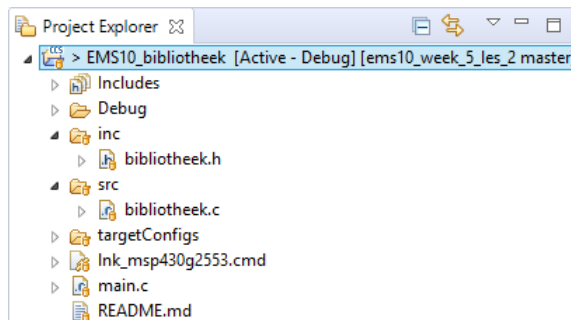 Project Explorer
> EMS10_bibliotheek [Active - Debug] [ems10_week_5_les_2 master
Includes
Debug
inc
bibliotheek.h
src
bibliotheek.c
targetConfigs
lnk_msp430g2553.cmd
main.c
README.md